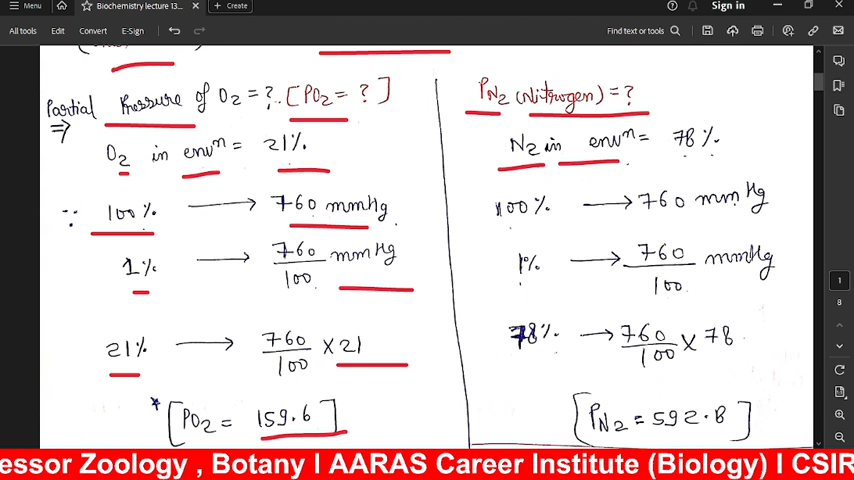 Menu
Biochemistry lecture 13...
+ Create
Sign in
All tools
Edit
Convert
E-Sign
Find text or tools
Partial Pressure of O2 = ?. [PO2 = ?]
⇒
O2 in envⁿ = 21%
∵ 100% → 760 mmHg
1% → 760/100 mmHg
21% → 760/100 × 21
* [PO2 = 159.6]
PN2 (Nitrogen) = ?
N2 in envⁿ = 78%.
100% → 760 mmHg
1% → 760/100 mmHg
78% → 760/100 × 78
[PN2 = 592.8]
1
8
essor Zoology , Botany I AARAS Career Institute (Biology) I CSIR